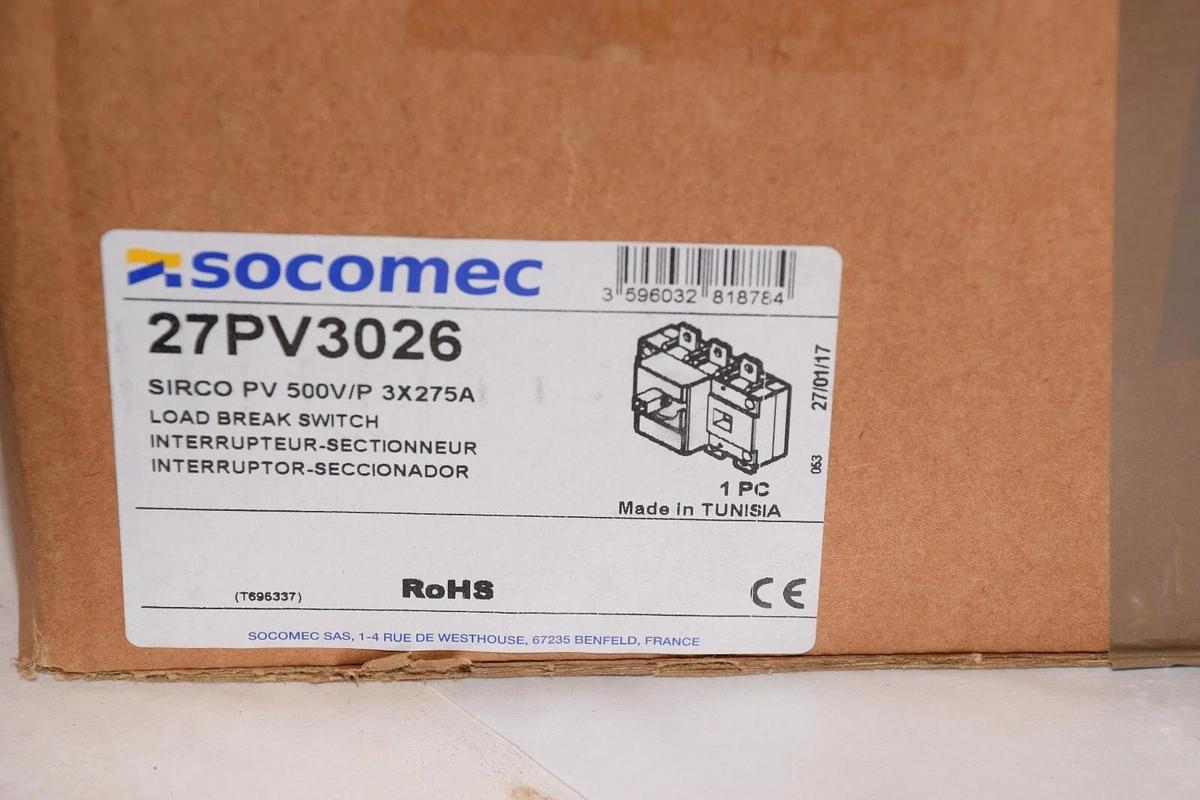 socomec
3 596032 818784
27PV3026
SIRCO PV 500V/P 3X275A
LOAD BREAK SWITCH
INTERRUPTEUR-SECTIONNEUR
INTERRUPTOR-SECCIONADOR
27/01/17
053
1 PC
Made in TUNISIA
(T696337)
RoHS
CE
SOCOMEC SAS, 1-4 RUE DE WESTHOUSE, 67235 BENFELD, FRANCE